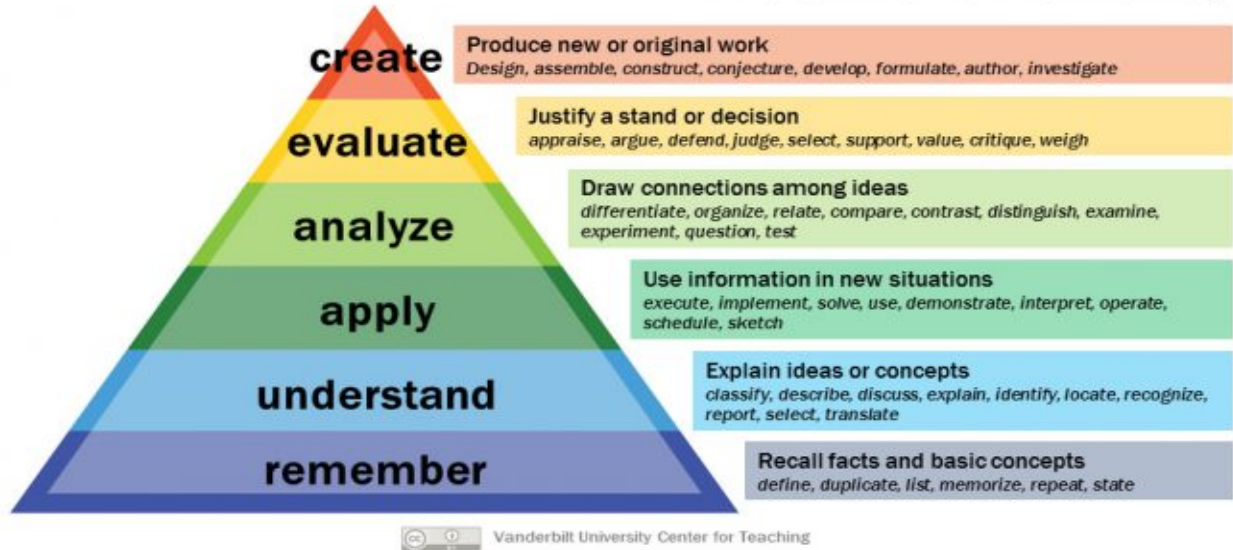 create
Produce new or original work
Design, assemble, construct, conjecture, develop, formulate, author, investigate
evaluate
Justify a stand or decision
appraise, argue, defend, judge, select, support, value, critique, weigh
analyze
Draw connections among ideas
differentiate, organize, relate, compare, contrast, distinguish, examine,
experiment, question, test
apply
Use information in new situations
execute, implement, solve, use, demonstrate, interpret, operate,
schedule, sketch
understand
Explain ideas or concepts
classify, describe, discuss, explain, identify, locate, recognize,
report, select, translate
remember
Recall facts and basic concepts
define, duplicate, list, memorize, repeat, state
cc
Vanderbilt University Center for Teaching